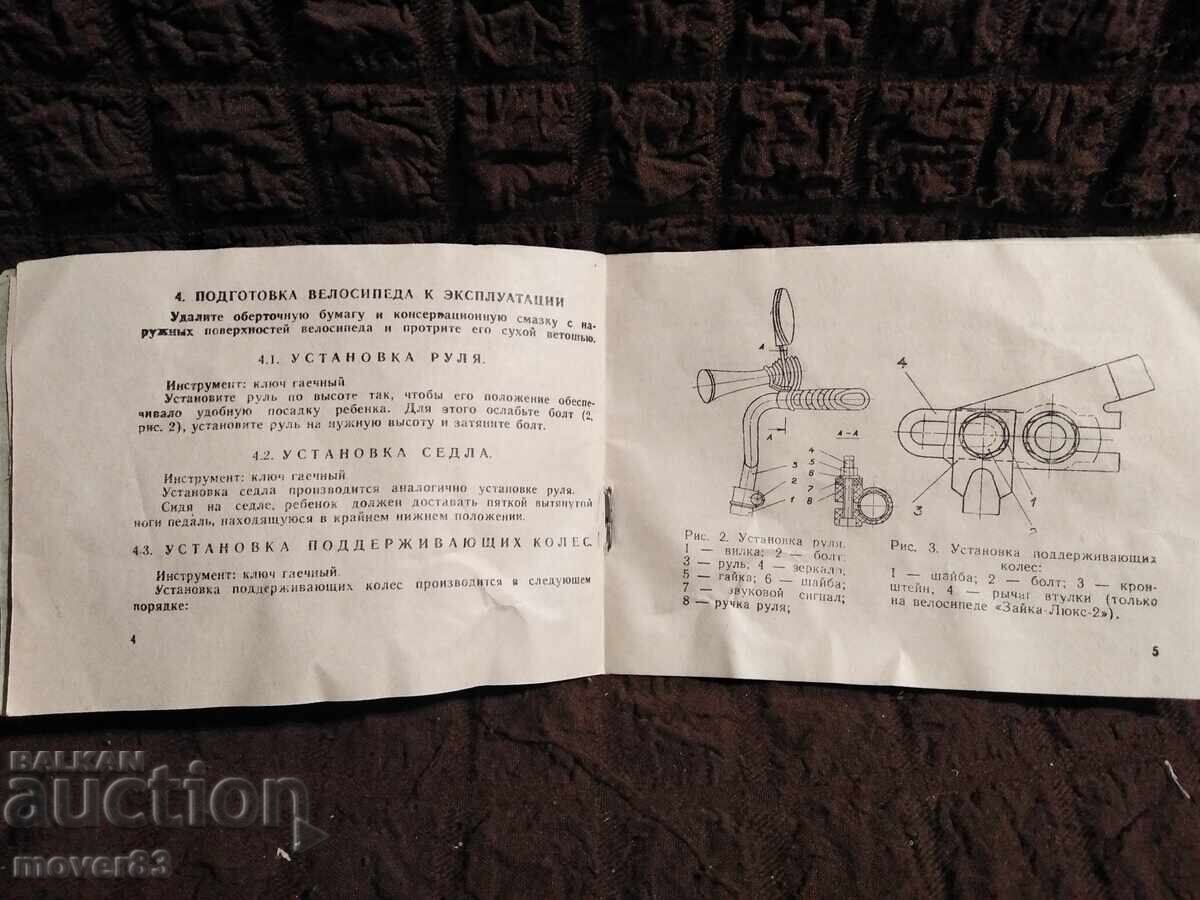 4. ПОДГОТОВКА ВЕЛОСИПЕДА К ЭКСПЛУАТАЦИИ
Удалите оберточную бумагу и консервационную смазку с на-
ружных поверхностей велосипеда и протрите его сухой ветошью.
4.1. УСТАНОВКА РУЛЯ.
Инструмент: ключ гаечный.
Установите руль по высоте так, чтобы его положение обеспе-
чивало удобную посадку ребенка. Для этого ослабьте болт (2,
рис. 2), установите руль на нужную высоту и затяните болт.
4.2. УСТАНОВКА СЕДЛА.
Инструмент: ключ гаечный.
Установка седла производится аналогично установке руля.
Сидя на седле, ребенок должен доставать пяткой вытянутой
ноги педаль, находящуюся в крайнем нижнем положении.
4.3. УСТАНОВКА ПОДДЕРЖИВАЮЩИХ КОЛЕС.
Инструмент: ключ гаечный.
Установка поддерживающих колес производится в следующем
порядке:
4
А
А
А—А
4
5
6
7
8
3
2
1
Рис. 2. Установка руля.
1 — вилка; 2 — болт;
3 — руль, 4 — зеркало,
5 — гайка; 6 — шайба;
7 — звуковой сигнал;
8 — ручка руля;
4
3
1
2
Рис. 3. Установка поддерживающих
колес:
1 — шайба; 2 — болт; 3 — крон-
штейн, 4 — рычаг втулки (только
на велосипеде «Зайка-Люкс-2»).
5
BALKAN
auction
mover83